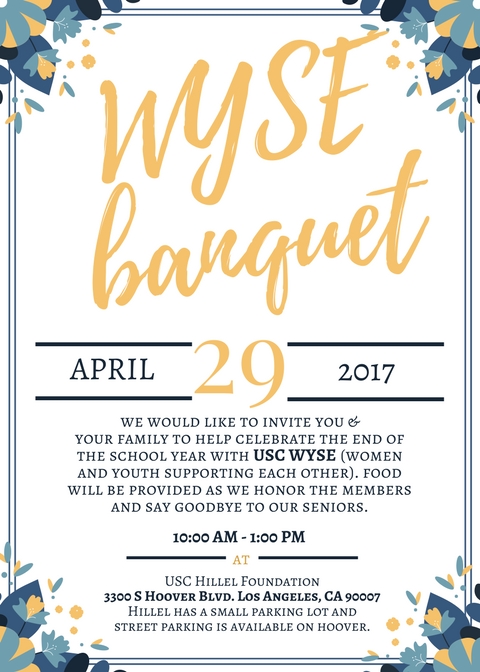 WYSE
banquet
APRIL 29 2017
WE WOULD LIKE TO INVITE YOU &
YOUR FAMILY TO HELP CELEBRATE THE END OF
THE SCHOOL YEAR WITH USC WYSE (WOMEN
AND YOUTH SUPPORTING EACH OTHER). FOOD
WILL BE PROVIDED AS WE HONOR THE MEMBERS
AND SAY GOODBYE TO OUR SENIORS.
10:00 AM - 1:00 PM
AT
USC HILLEL FOUNDATION
3300 S HOOVER BLVD. LOS ANGELES, CA 90007
HILLEL HAS A SMALL PARKING LOT AND
STREET PARKING IS AVAILABLE ON HOOVER.